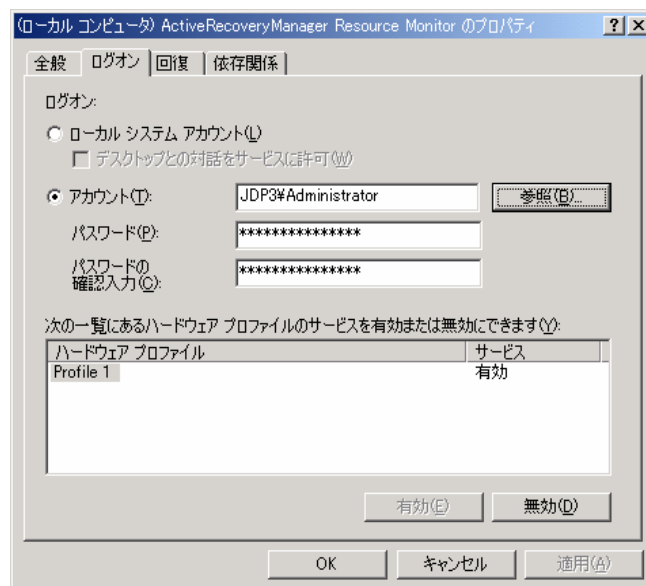 (ローカル コンピュータ) ActiveRecoveryManager Resource Monitor のプロパティ
全般 ログオン 回復 依存関係
ログオン:
ローカル システム アカウント(L)
デスクトップとの対話をサービスに許可(W)
アカウント(T): JDP3¥Administrator 参照(B)...
パスワード(P): ***************
パスワードの
確認入力(C): ***************
次の一覧にあるハードウェア プロファイルのサービスを有効または無効にできます(Y):
ハードウェア プロファイル サービス
Profile 1 有効
有効(E) 無効(D)
OK キャンセル 適用(A)